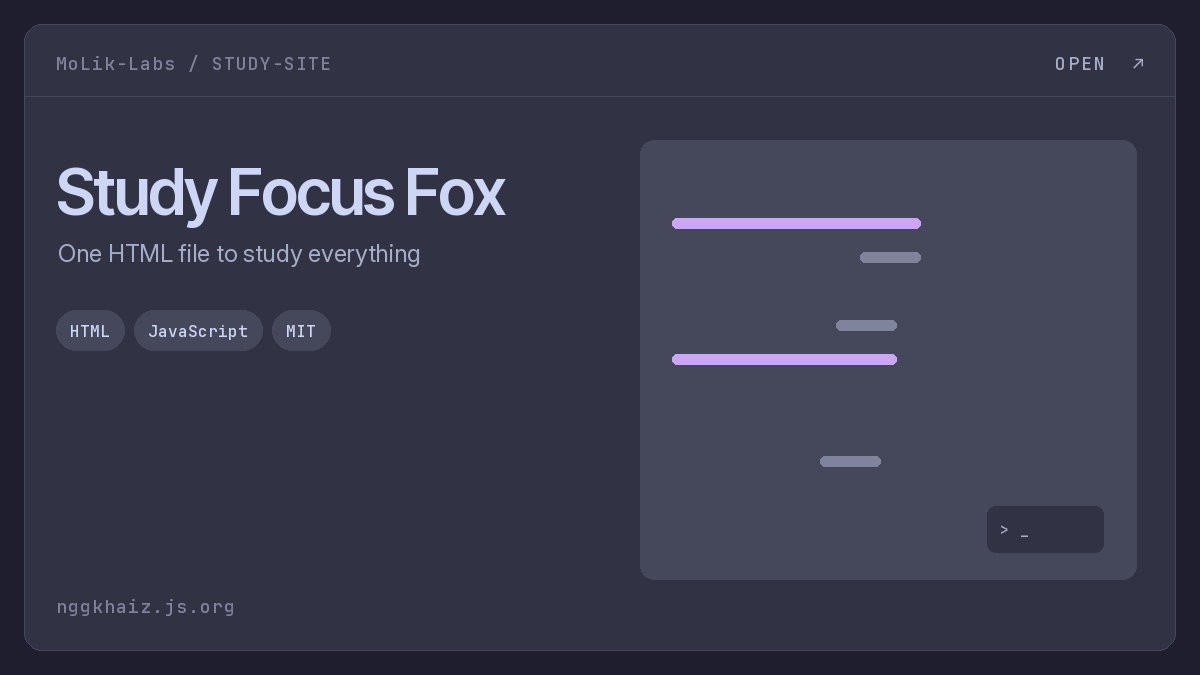 MoLik-Labs / STUDY-SITE
OPEN ↗
Study Focus Fox
One HTML file to study everything
HTML
JavaScript
MIT
> _
nggkhaiz.js.org